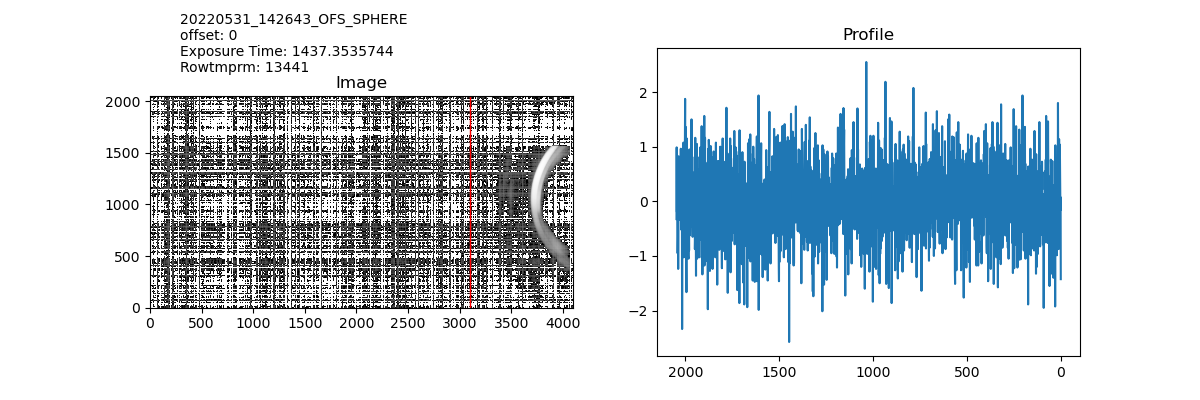 20220531_142643_OFS_SPHERE
offset: 0
Exposure Time: 1437.3535744
Rowtmprm: 13441
Image
2000
1500
1000
500
0
0 500 1000 1500 2000 2500 3000 3500 4000
Profile
2
1
0
−1
−2
2000 1500 1000 500 0